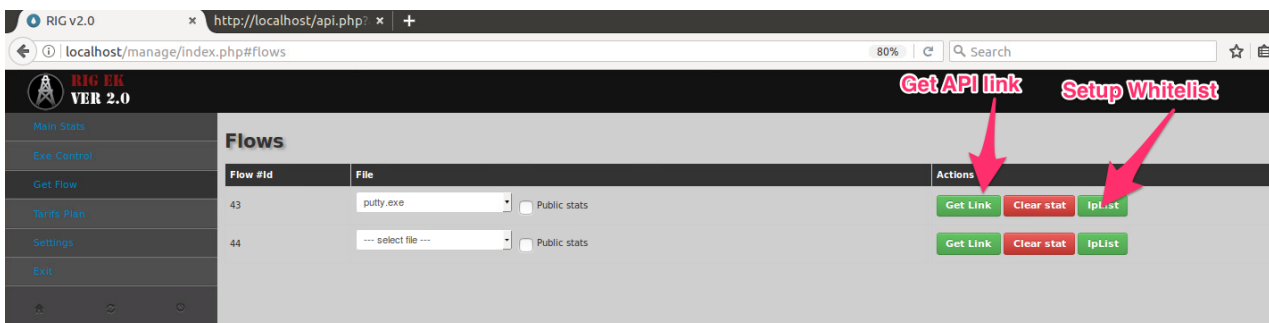 RIG v2.0 × http://localhost/api.php? × +
localhost/manage/index.php#flows 80% Search
RIG EK
VER 2.0
Get API link
Setup Whitelist
Main Stats
Exe Control
Get Flow
Tarifs Plan
Settings
Exit
Flows
Flow #Id File Actions
43 putty.exe Public stats Get Link Clear stat IpList
44 --- select file --- Public stats Get Link Clear stat IpList